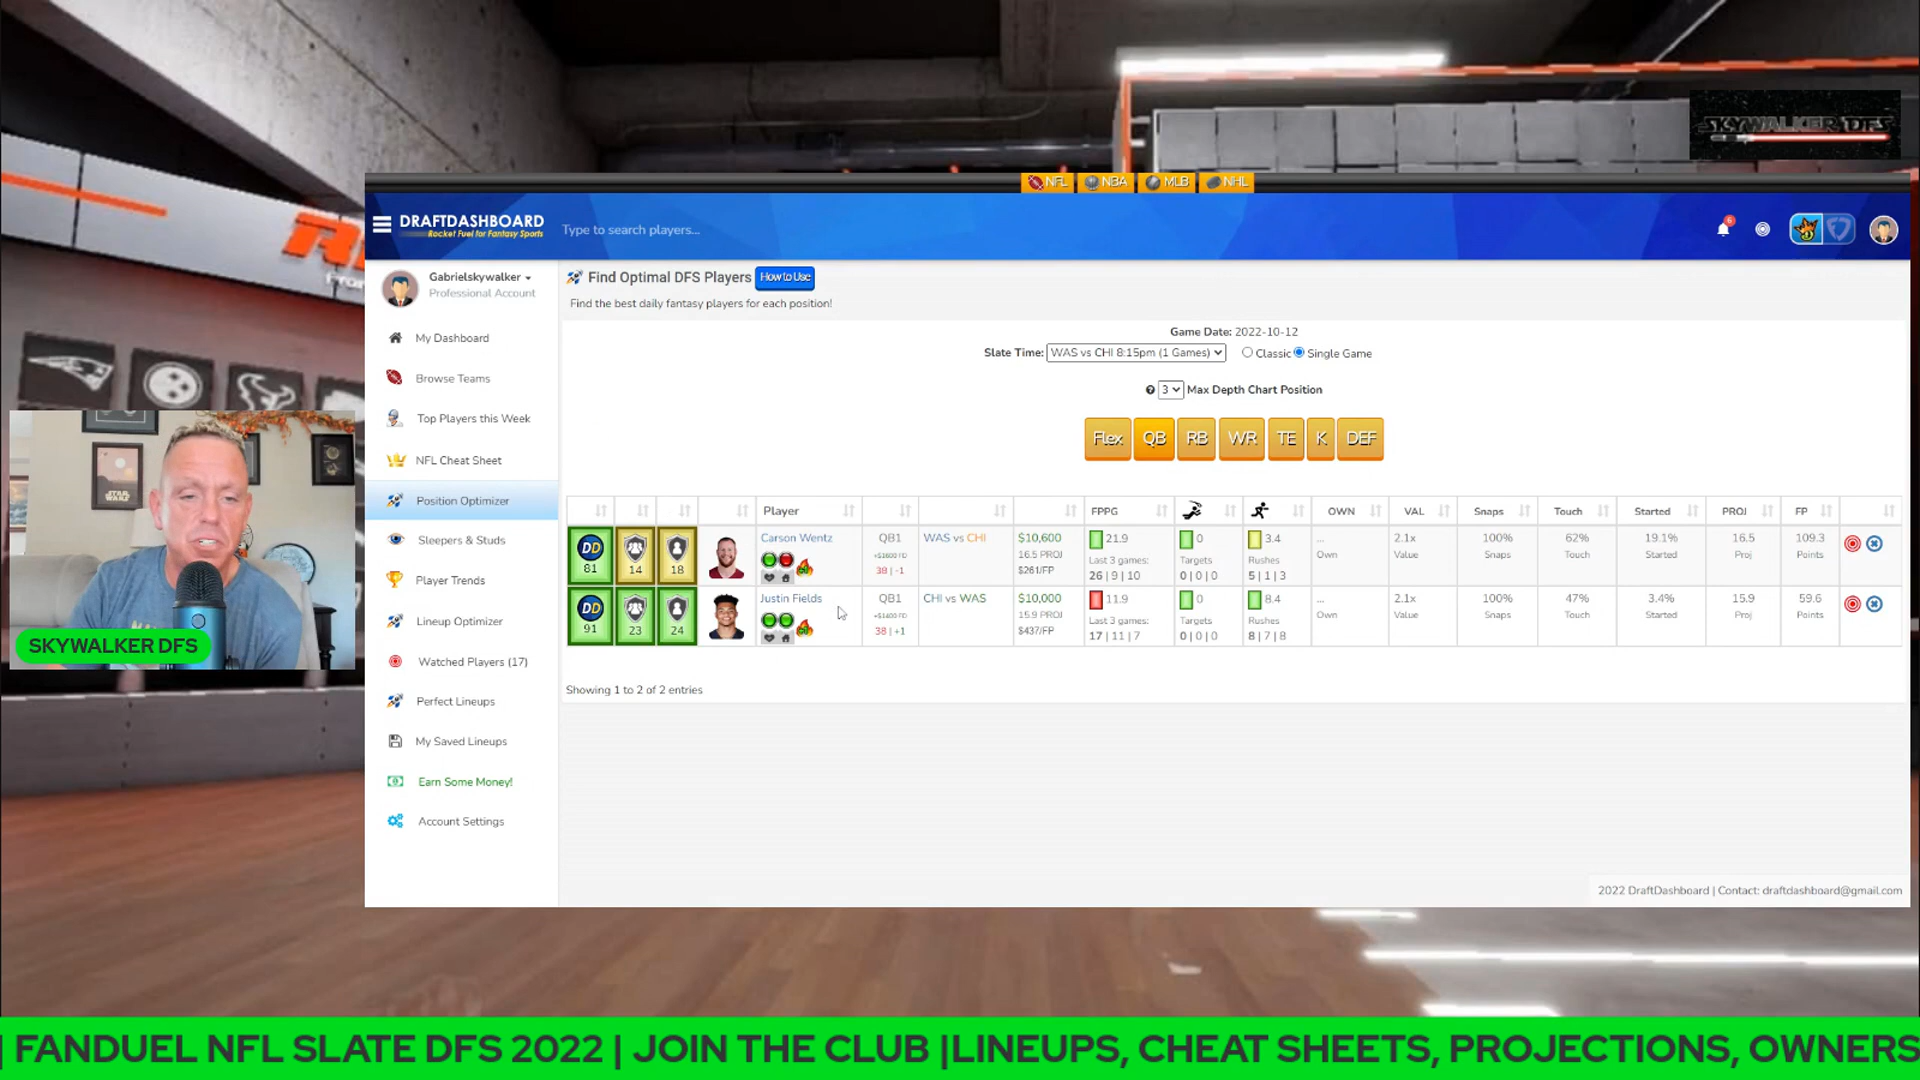 SKYWALKER DFS
NFL NBA MLB NHL
DRAFTDASHBOARD
Rocket Fuel for Fantasy Sports
Type to search players...
6
Gabrielskywalker
Professional Account
My Dashboard
Browse Teams
Top Players this Week
NFL Cheat Sheet
Position Optimizer
Sleepers & Studs
Player Trends
Lineup Optimizer
Watched Players (17)
Perfect Lineups
My Saved Lineups
Earn Some Money!
Account Settings
Find Optimal DFS Players How to Use
Find the best daily fantasy players for each position!
Game Date: 2022-10-12
Slate Time: WAS vs CHI 8:15pm (1 Games) Classic Single Game
3 Max Depth Chart Position
Flex QB RB WR TE K DEF
Player FPPG OWN VAL Snaps Touch Started PROJ FP
DD 81 14 18 Carson Wentz QB1 WAS vs CHI $10,600 21.9 0 3.4 ... 2.1x 100% 62% 19.1% 16.5 109.3
+$1600 FD 16.5 PROJ Last 3 games: Targets Rushes Own Value Snaps Touch Started Proj Points
38 | -1 $261/FP 26 | 9 | 10 0 | 0 | 0 5 | 1 | 3
DD 91 23 24 Justin Fields QB1 CHI vs WAS $10,000 11.9 0 8.4 ... 2.1x 100% 47% 3.4% 15.9 59.6
+$1400 FD 15.9 PROJ Last 3 games: Targets Rushes Own Value Snaps Touch Started Proj Points
38 | +1 $437/FP 17 | 11 | 7 0 | 0 | 0 8 | 7 | 8
Showing 1 to 2 of 2 entries
2022 DraftDashboard | Contact: draftdashboard@gmail.com
STAR WARS
SKYWALKER DFS
| FANDUEL NFL SLATE DFS 2022 | JOIN THE CLUB |LINEUPS, CHEAT SHEETS, PROJECTIONS, OWNERS